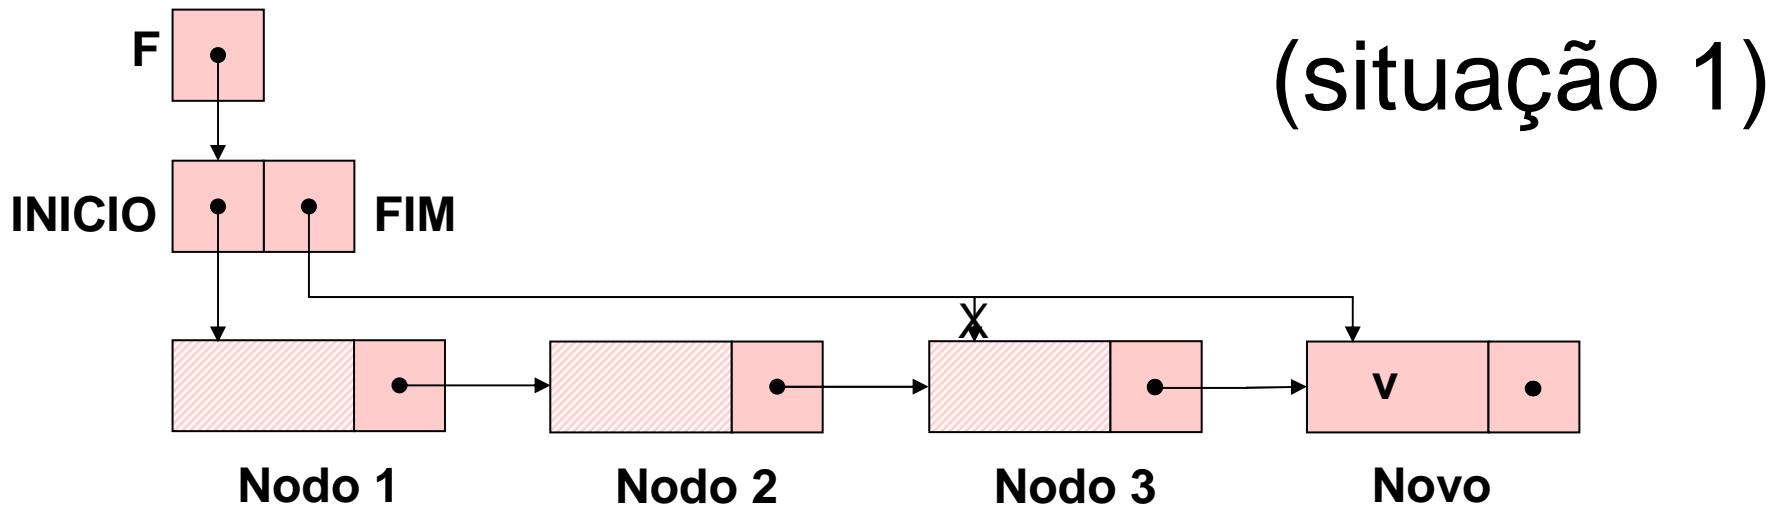 F
(situação 1)
INICIO FIM
X
v
Nodo 1 Nodo 2 Nodo 3 Novo